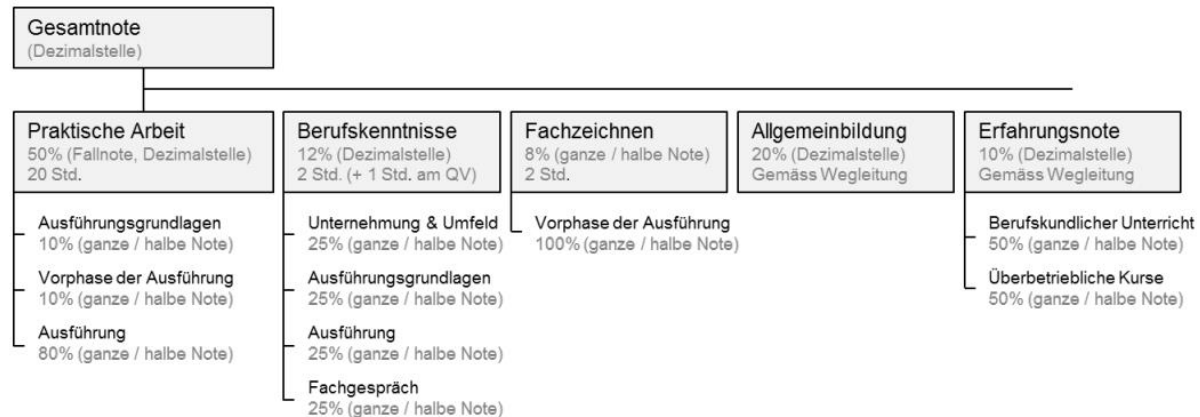 Gesamtnote
(Dezimalstelle)
Praktische Arbeit
50% (Fallnote, Dezimalstelle)
20 Std.
Ausführungsgrundlagen
10% (ganze / halbe Note)
Vorphase der Ausführung
10% (ganze / halbe Note)
Ausführung
80% (ganze / halbe Note)
Berufskenntnisse
12% (Dezimalstelle)
2 Std. (+ 1 Std. am QV)
Unternehmung & Umfeld
25% (ganze / halbe Note)
Ausführungsgrundlagen
25% (ganze / halbe Note)
Ausführung
25% (ganze / halbe Note)
Fachgespräch
25% (ganze / halbe Note)
Fachzeichnen
8% (ganze / halbe Note)
2 Std.
Vorphase der Ausführung
100% (ganze / halbe Note)
Allgemeinbildung
20% (Dezimalstelle)
Gemäss Wegleitung
Erfahrungsnote
10% (Dezimalstelle)
Gemäss Wegleitung
Berufskundlicher Unterricht
50% (ganze / halbe Note)
Überbetriebliche Kurse
50% (ganze / halbe Note)